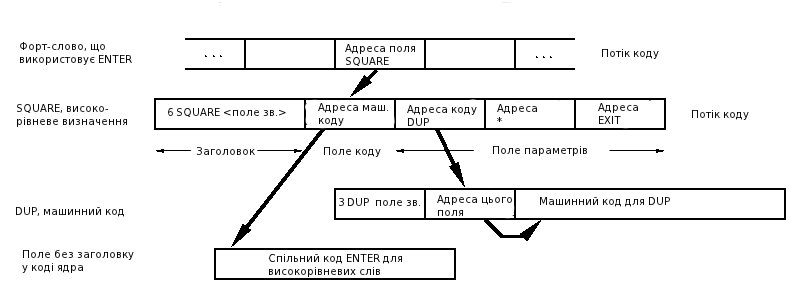 Форт-слово, що
використовує ENTER
. . .
Адреса поля
SQUARE
. . .
Потік коду
SQUARE, високо-
рівневе визначення
6 SQUARE <поле зв.>
Адреса маш.
коду
Адреса коду
DUP
Адреса
*
Адреса
EXIT
Потік коду
Заголовок
Поле коду
Поле параметрів
DUP, машинний код
3 DUP поле зв.
Адреса цього
поля
Машинний код для DUP
Поле без заголовку
у коді ядра
Спільний код ENTER для
високорівневих слів